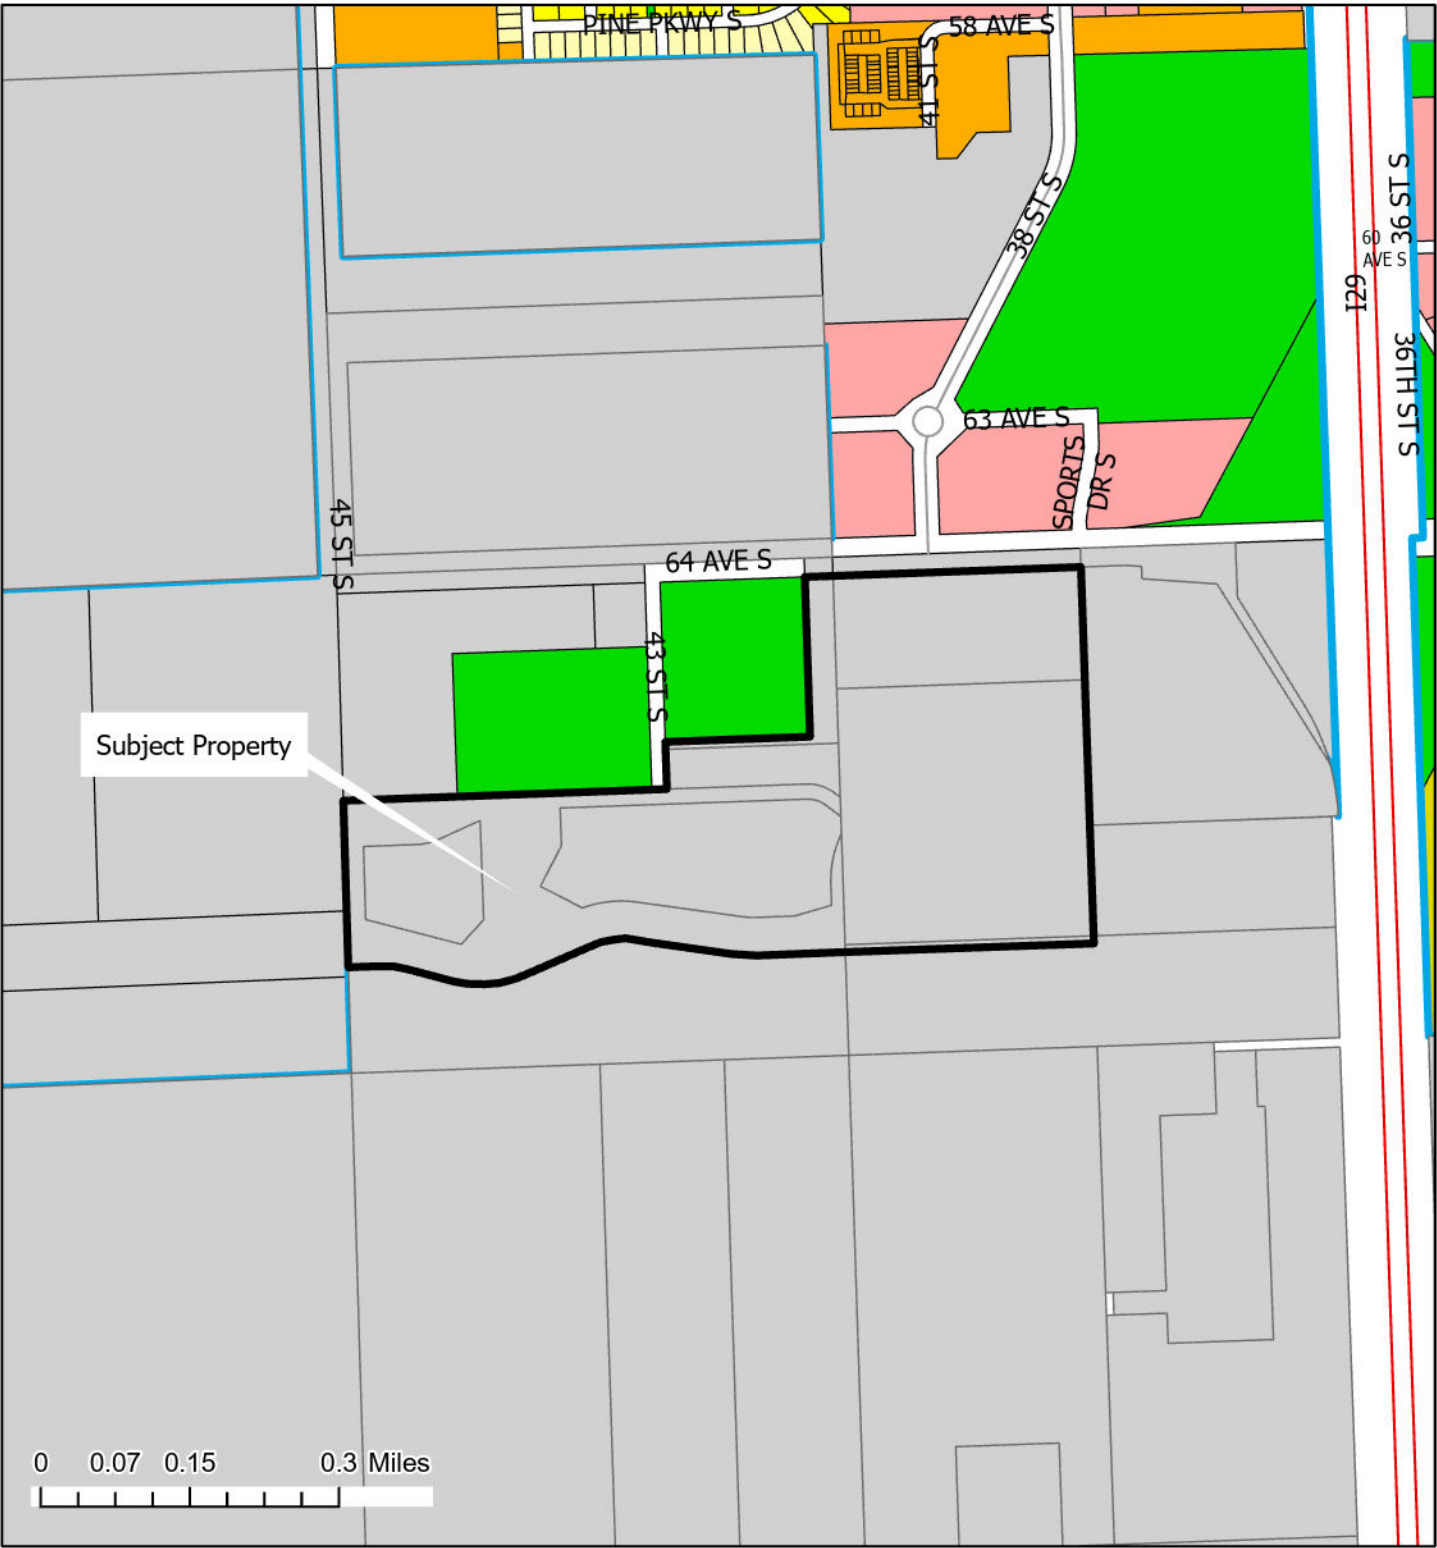 PINE PKWY S
58 AVE S
41 ST S
38 ST S
36 ST S
60
AVE S
I29
36TH ST S
63 AVE S
SPORTS
DR S
45 ST S
64 AVE S
43 ST S
Subject Property
0 0.07 0.15 0.3 Miles